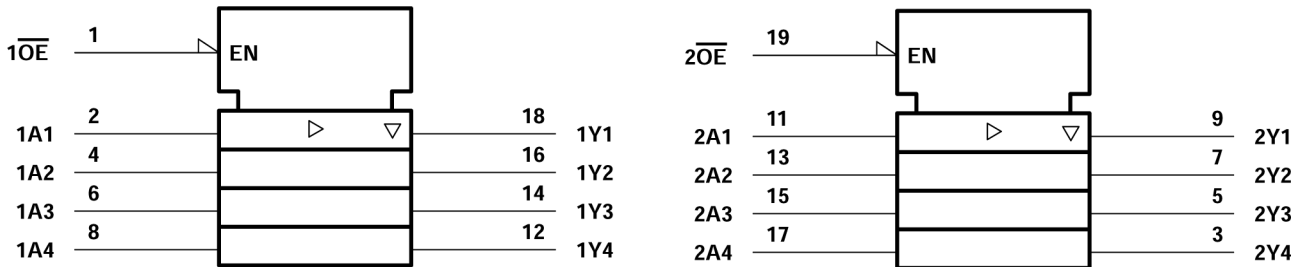 1 19
1OE EN 2OE EN
2 18 11 9
1A1 1Y1 2A1 2Y1
4 16 13 7
1A2 1Y2 2A2 2Y2
6 14 15 5
1A3 1Y3 2A3 2Y3
8 12 17 3
1A4 1Y4 2A4 2Y4